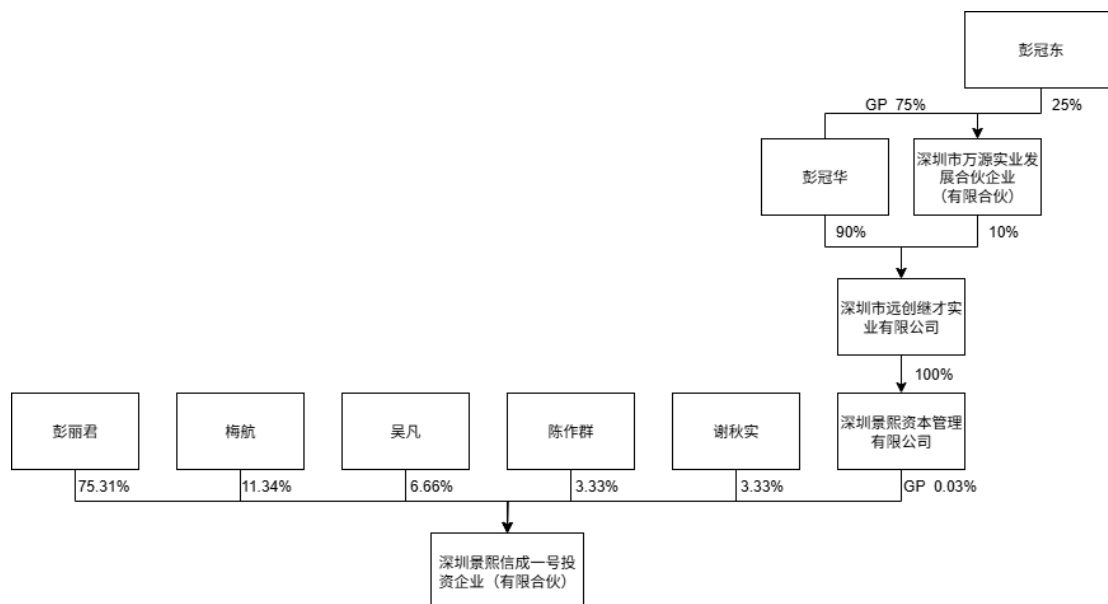 彭冠东
GP 75%
25%
彭冠华
深圳市万源实业发
展合伙企业
（有限合伙）
90%
10%
深圳市远创继才实
业有限公司
100%
彭丽君
梅航
吴凡
陈作群
谢秋实
深圳景熙资本管理
有限公司
75.31%
11.34%
6.66%
3.33%
3.33%
GP 0.03%
深圳景熙信成一号投
资企业（有限合伙）